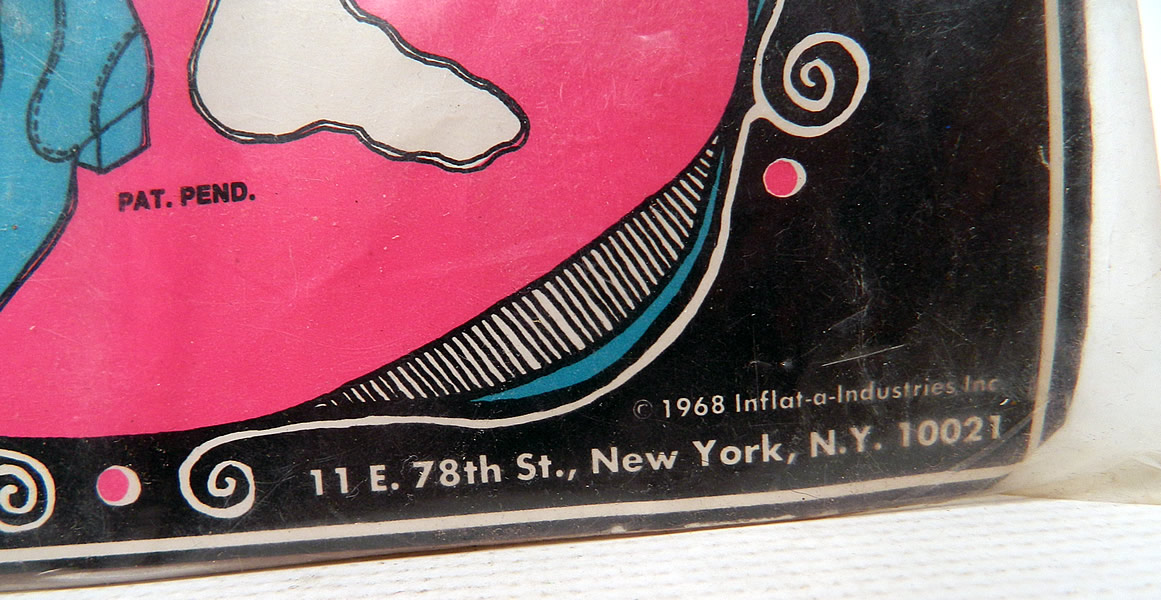 PAT. PEND.
© 1968 Inflat-a-Industries Inc
11 E. 78th St., New York, N.Y. 10021